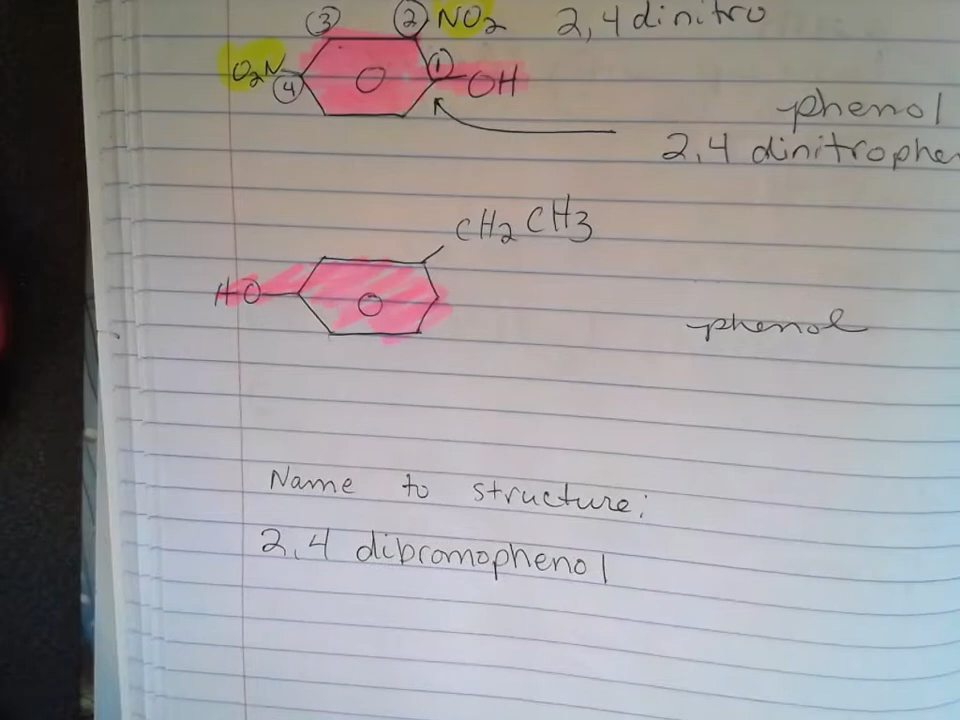 ③ ② NO2 2,4 dinitro
O2N ④ ① OH
phenol
2,4 dinitrophe
CH2CH3
HO
phenol
Name to structure:
2,4 dibromophenol